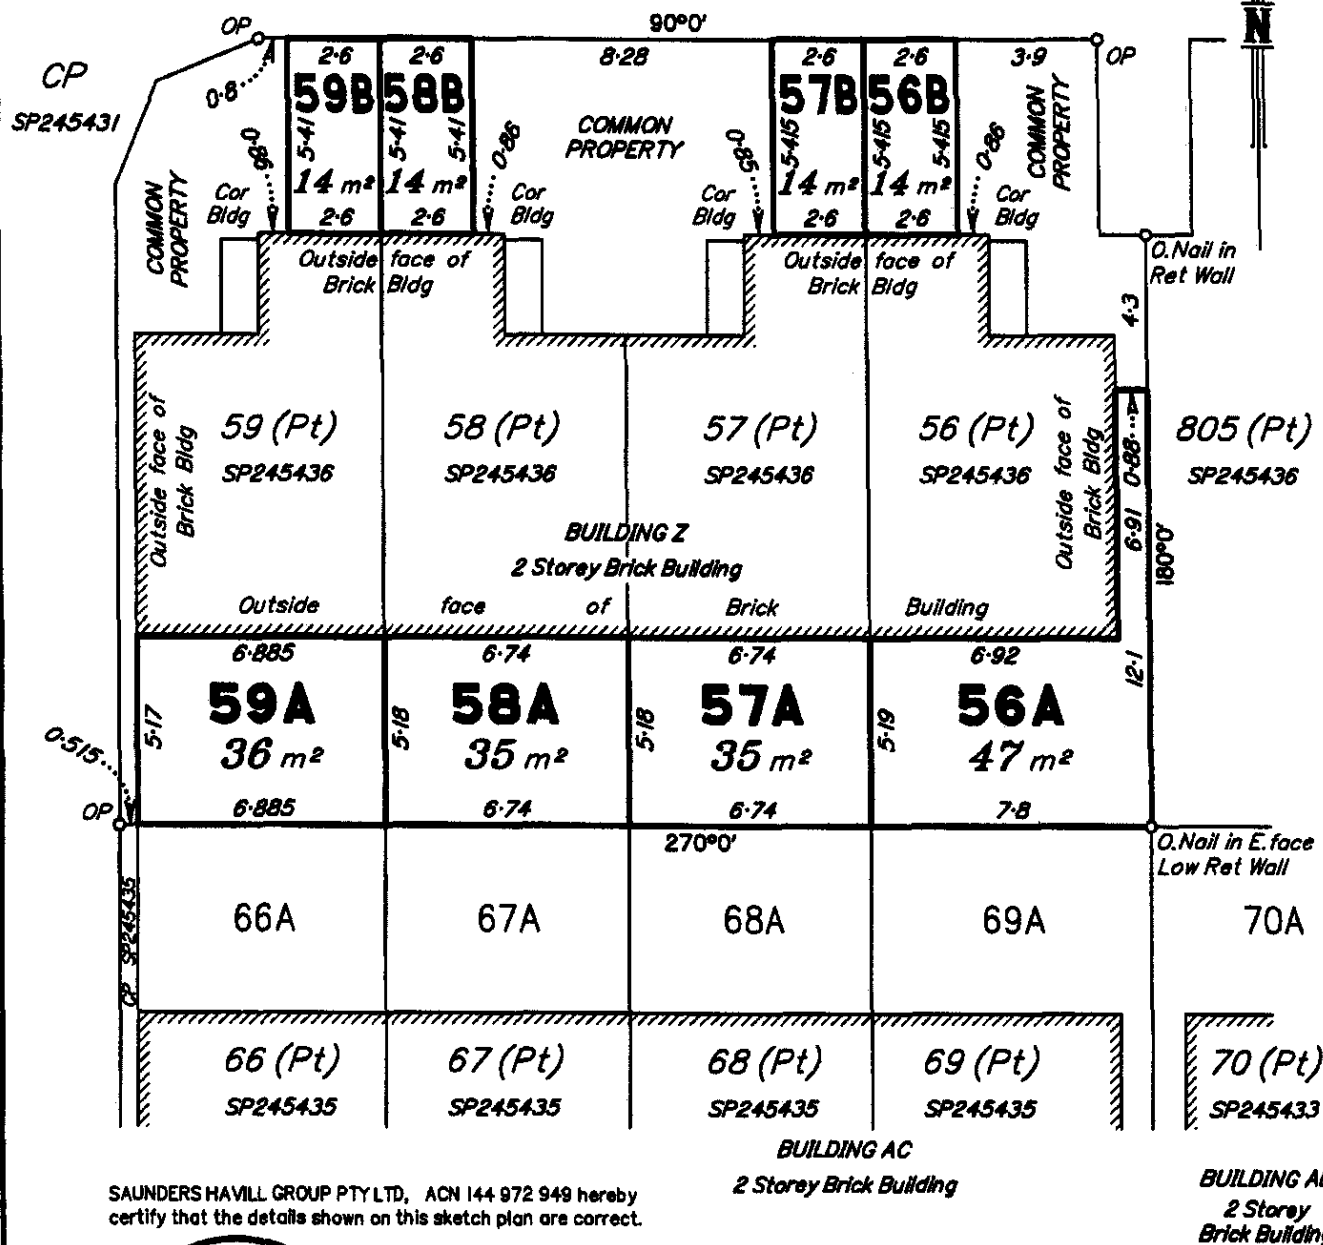 OP
90°0'
N
CP
SP245431
0·8
2·6
2·6
8·28
2·6
2·6
3·9
OP
59B
58B
57B
56B
COMMON
PROPERTY
COMMON
PROPERTY
COMMON
PROPERTY
5·41
5·41
5·41
5·415
5·415
5·415
0·86
0·86
0·85
0·86
14 m²
14 m²
14 m²
14 m²
2·6
2·6
2·6
2·6
Cor
Bldg
Cor
Bldg
Cor
Bldg
Cor
Bldg
Outside face of
Brick Bldg
Outside face of
Brick Bldg
O.Nail in
Ret Wall
4·3
Outside face of
Brick Bldg
59 (Pt)
SP245436
58 (Pt)
SP245436
57 (Pt)
SP245436
56 (Pt)
SP245436
Outside face of
Brick Bldg
0·88
6·91
180°0'
805 (Pt)
SP245436
BUILDING Z
2 Storey Brick Building
Outside face of Brick Building
12·1
6·885
6·74
6·74
6·92
59A
58A
57A
56A
5·17
5·18
5·18
5·19
36 m²
35 m²
35 m²
47 m²
0·515
OP
6·885
6·74
6·74
7·8
270°0'
O.Nail in E.face
Low Ret Wall
CP SP245435
66A
67A
68A
69A
70A
66 (Pt)
SP245435
67 (Pt)
SP245435
68 (Pt)
SP245435
69 (Pt)
SP245435
70 (Pt)
SP245433
BUILDING AC
2 Storey Brick Building
BUILDING
2 Storey
Brick Building
SAUNDERS HAVILL GROUP PTY LTD, ACN 144 972 949 hereby
certify that the details shown on this sketch plan are correct.